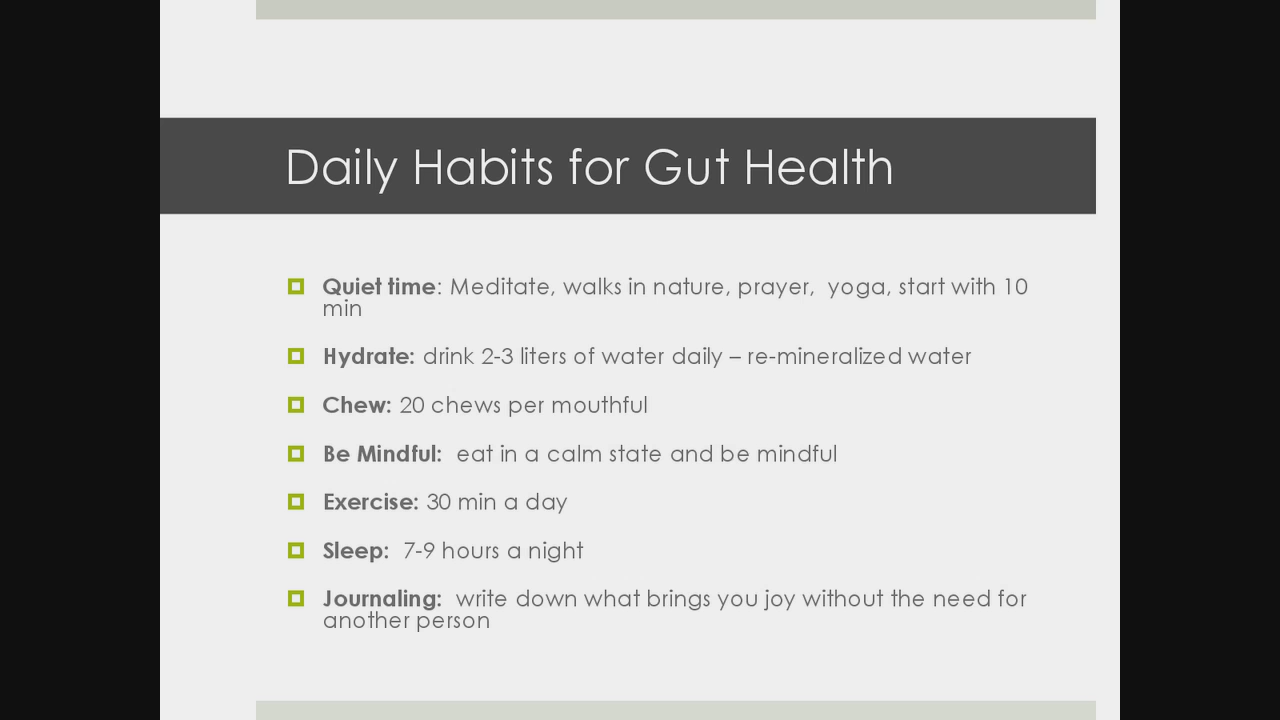 Daily Habits for Gut Health
Quiet time: Meditate, walks in nature, prayer,  yoga, start with 10
min
Hydrate: drink 2-3 liters of water daily – re-mineralized water
Chew: 20 chews per mouthful
Be Mindful:  eat in a calm state and be mindful
Exercise: 30 min a day
Sleep:  7-9 hours a night
Journaling:  write down what brings you joy without the need for
another person